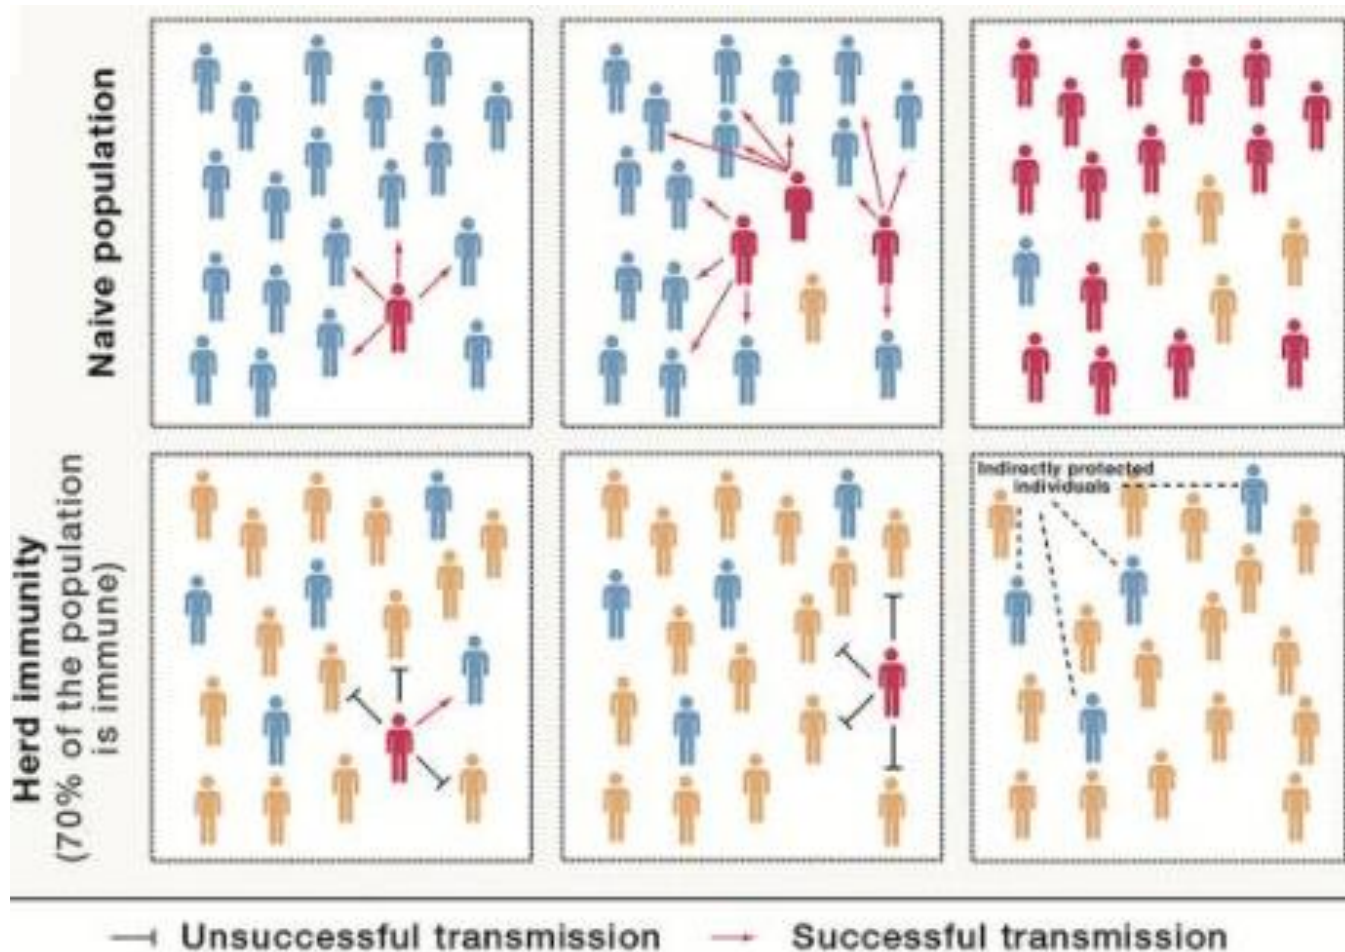 Naive population
Herd immunity
(70% of the population
is immune)
Indirectly protected
individuals
Unsuccessful transmission
Successful transmission